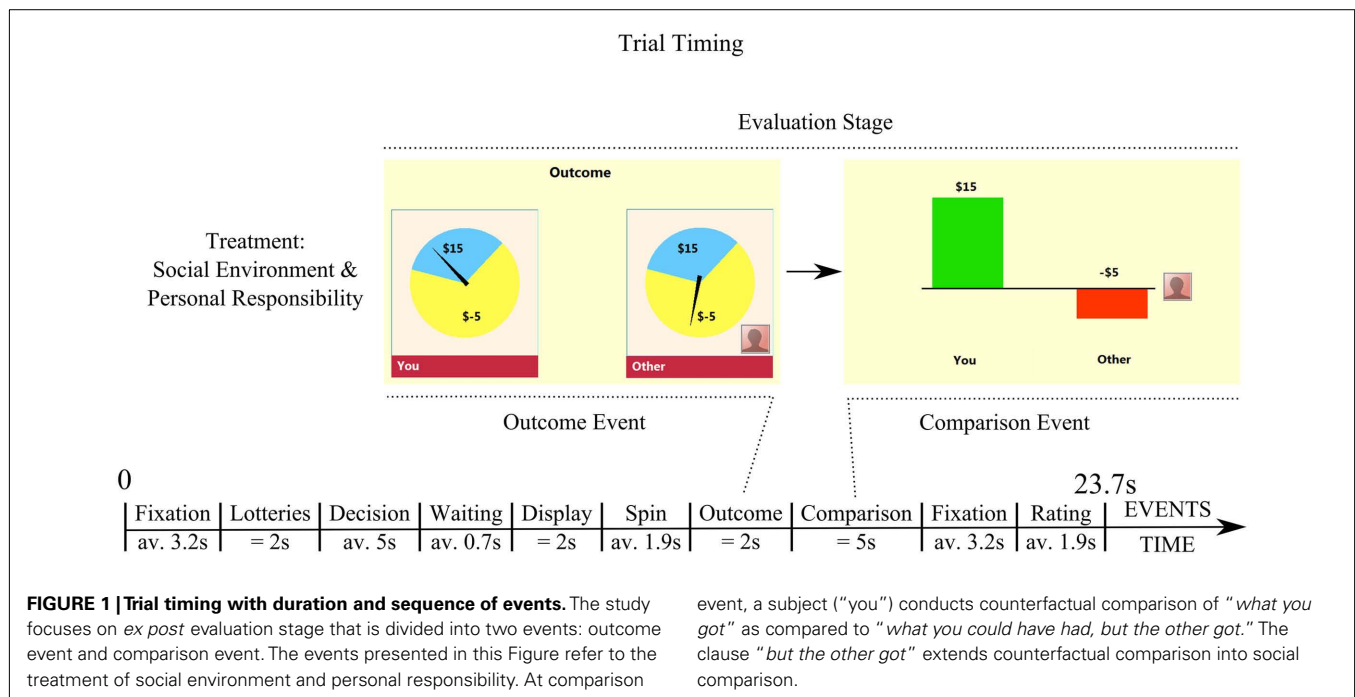 Trial Timing
Evaluation Stage
Outcome
$15
$-5
You
$15
$-5
Other
$15
-$5
You
Other
Treatment:
Social Environment &
Personal Responsibility
Outcome Event
Comparison Event
0
23.7s
Fixation Lotteries Decision Waiting Display Spin Outcome Comparison Fixation Rating EVENTS
av. 3.2s = 2s av. 5s av. 0.7s = 2s av. 1.9s = 2s = 5s av. 3.2s av. 1.9s TIME
FIGURE 1 | Trial timing with duration and sequence of events. The study
focuses on ex post evaluation stage that is divided into two events: outcome
event and comparison event. The events presented in this Figure refer to the
treatment of social environment and personal responsibility. At comparison
event, a subject (“you”) conducts counterfactual comparison of “what you
got” as compared to “what you could have had, but the other got.” The
clause “but the other got” extends counterfactual comparison into social
comparison.